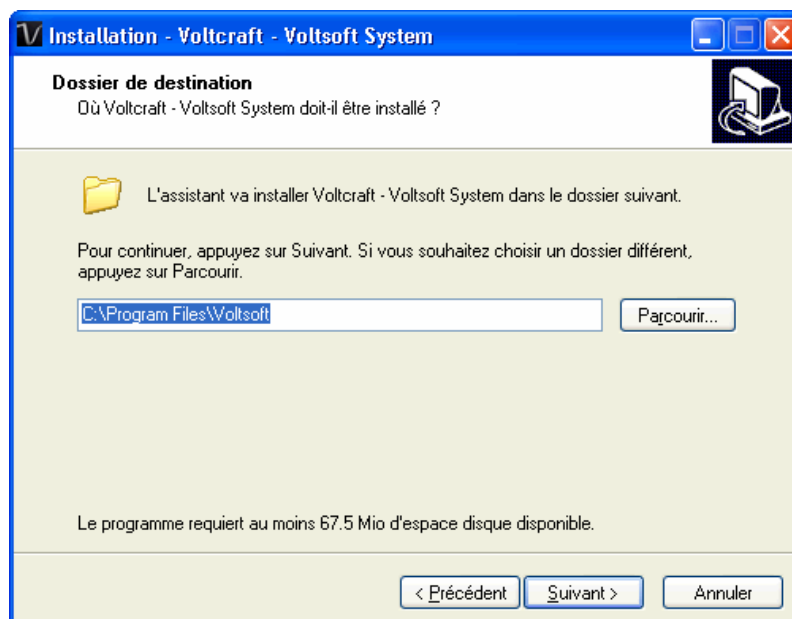 Installation - Voltcraft - Voltsoft System
Dossier de destination
Où Voltcraft - Voltsoft System doit-il être installé ?
L'assistant va installer Voltcraft - Voltsoft System dans le dossier suivant.
Pour continuer, appuyez sur Suivant. Si vous souhaitez choisir un dossier différent,
appuyez sur Parcourir.
C:\Program Files\Voltsoft
Parcourir...
Le programme requiert au moins 67.5 Mio d'espace disque disponible.
< Précédent
Suivant >
Annuler